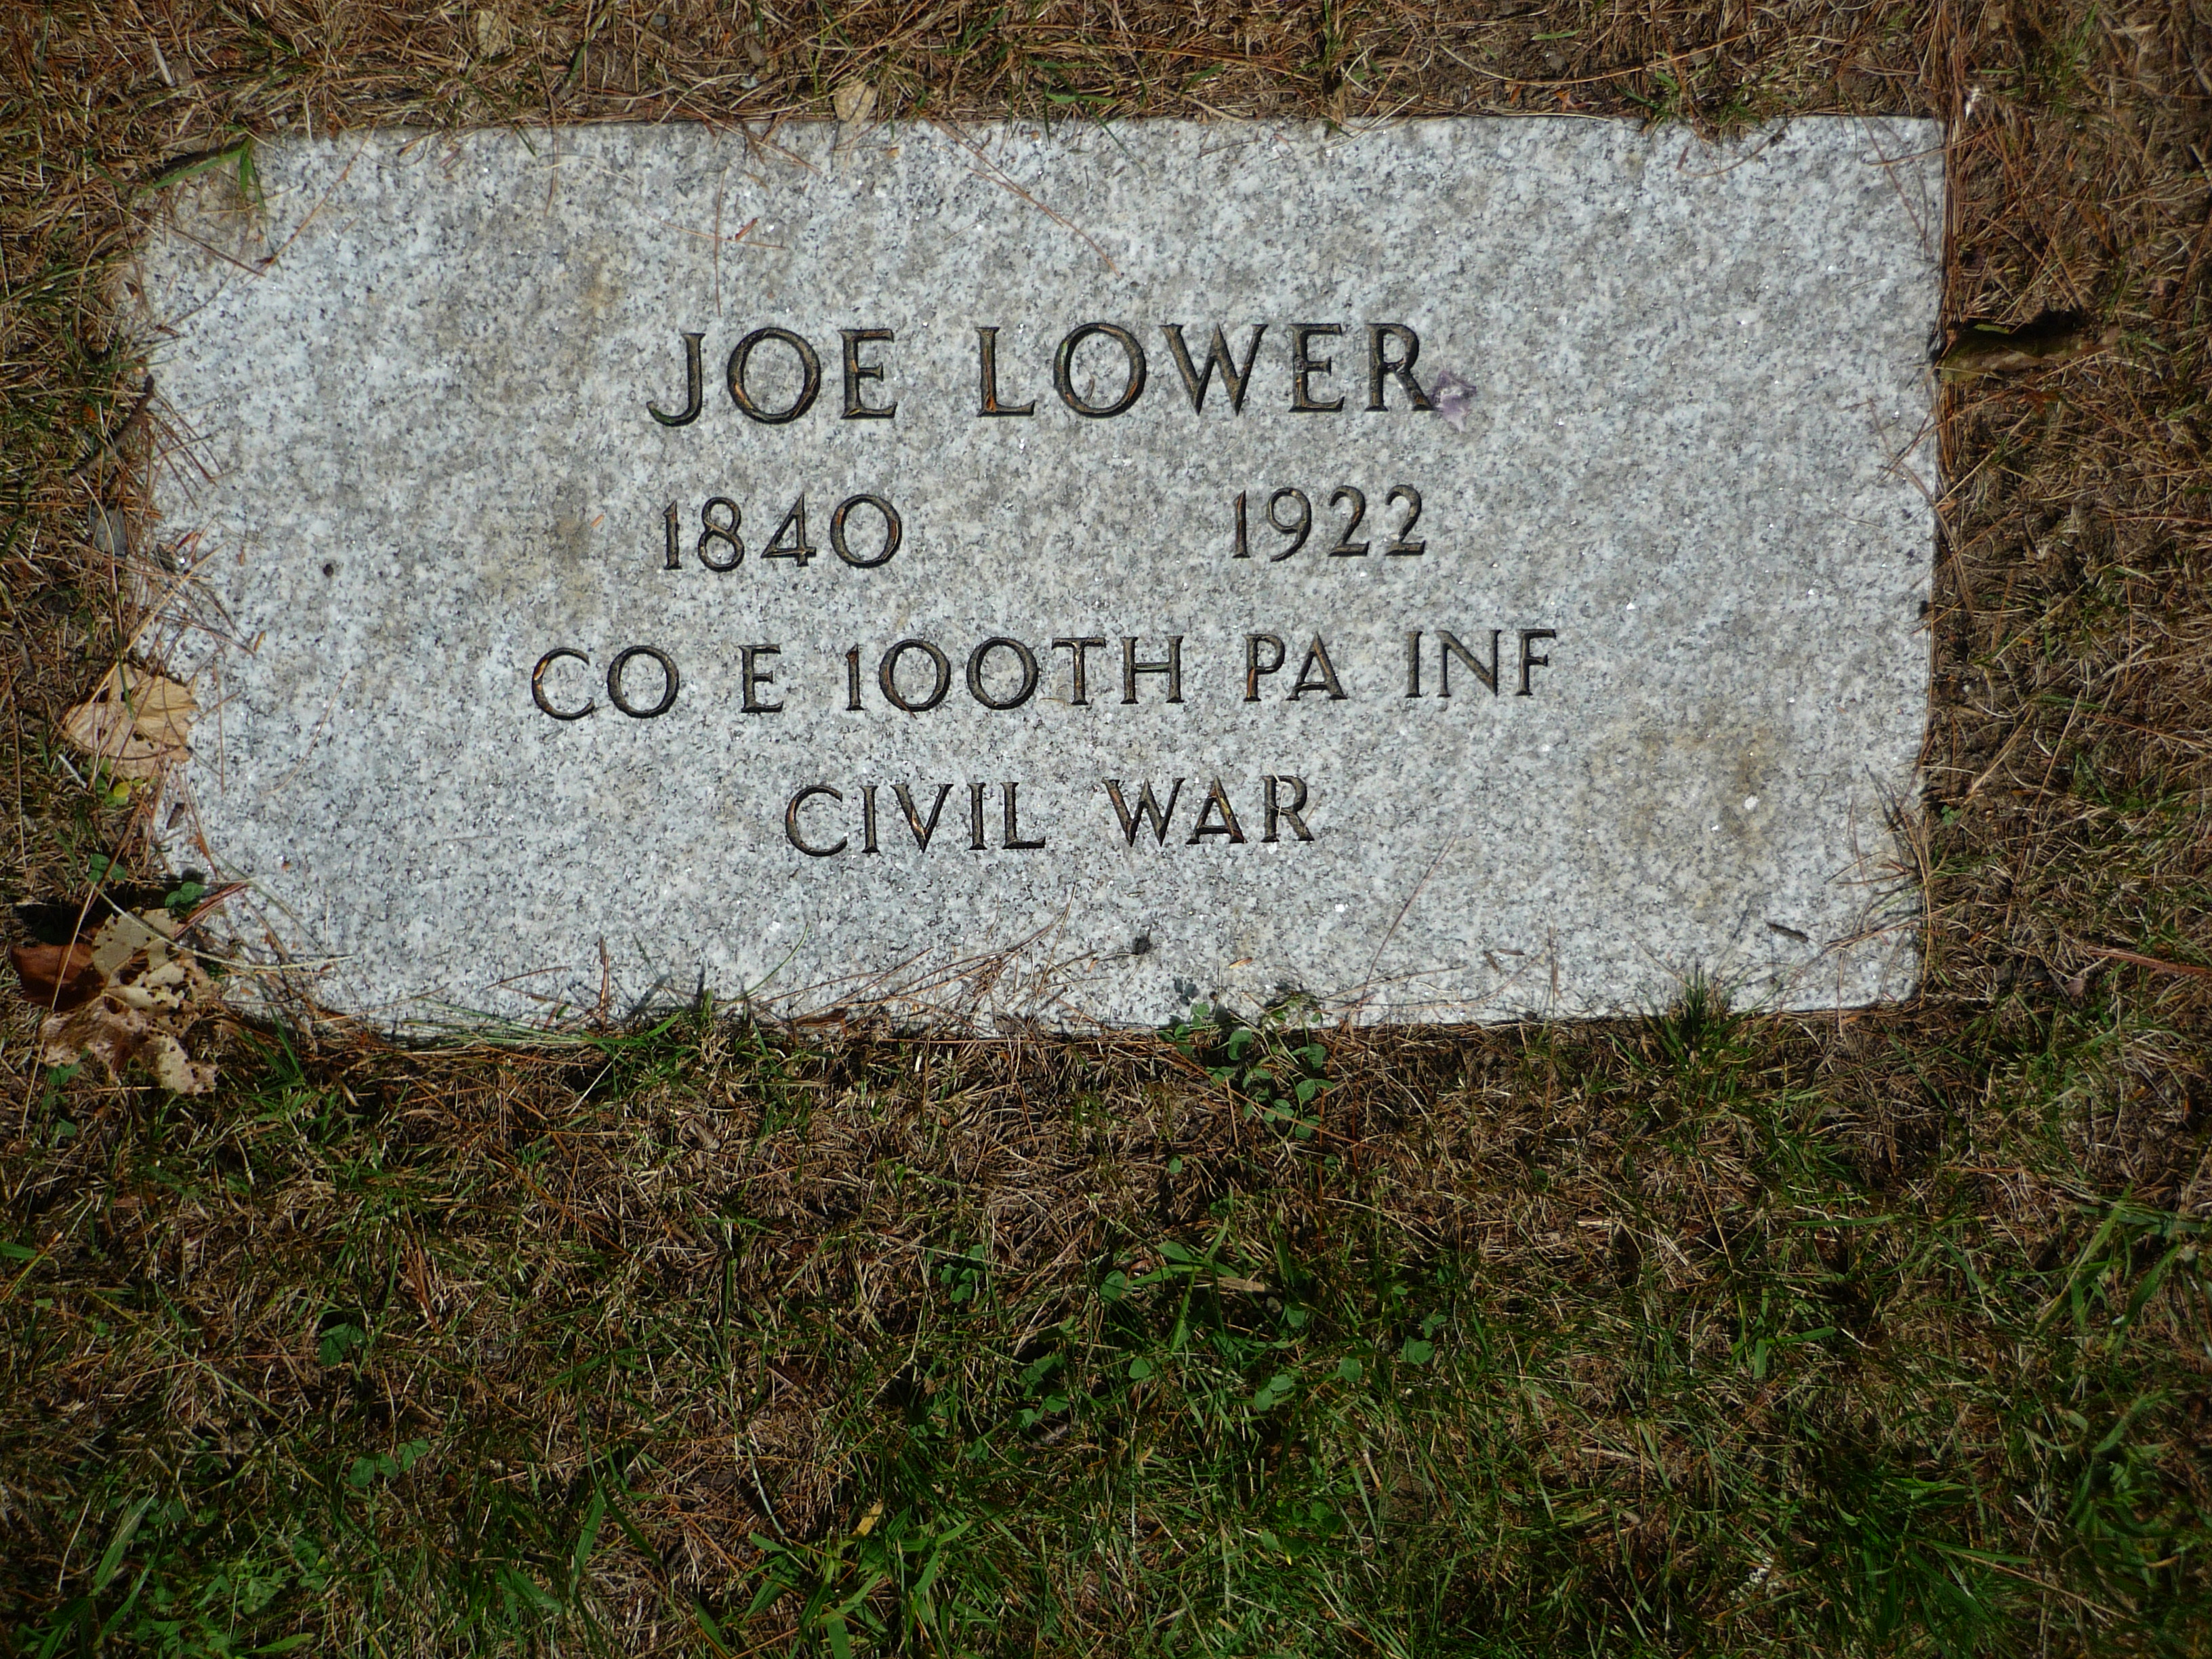 JOE LOWER
1840 1922
CO E 100TH PA INF
CIVIL WAR